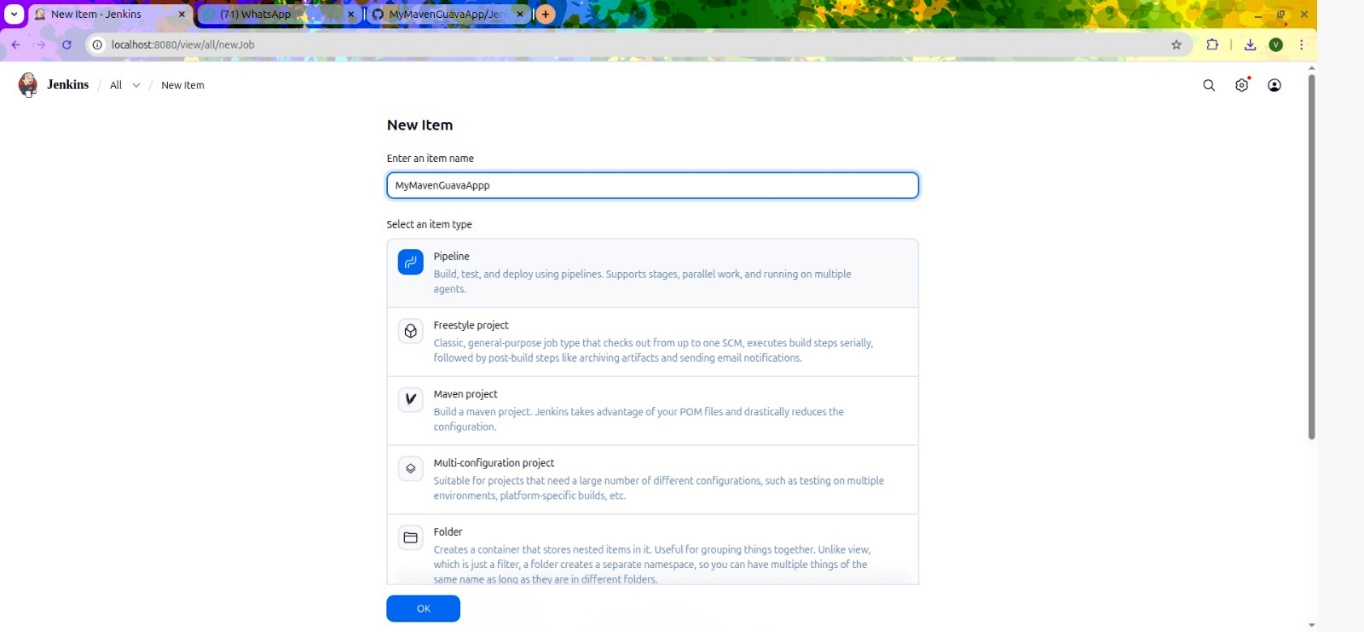 New Item - Jenkins
(71) WhatsApp
MyMavenGuavaApp/Jen
localhost:8080/view/all/newJob
V
Jenkins / All / New Item
New Item
Enter an item name
MyMavenGuavaAppp
Select an item type
Pipeline
Build, test, and deploy using pipelines. Supports stages, parallel work, and running on multiple
agents.
Freestyle project
Classic, general-purpose job type that checks out from up to one SCM, executes build steps serially,
followed by post-build steps like archiving artifacts and sending email notifications.
Maven project
Build a maven project. Jenkins takes advantage of your POM files and drastically reduces the
configuration.
Multi-configuration project
Suitable for projects that need a large number of different configurations, such as testing on multiple
environments, platform-specific builds, etc.
Folder
Creates a container that stores nested items in it. Useful for grouping things together. Unlike view,
which is just a filter, a folder creates a separate namespace, so you can have multiple things of the
same name as long as they are in different folders.
OK